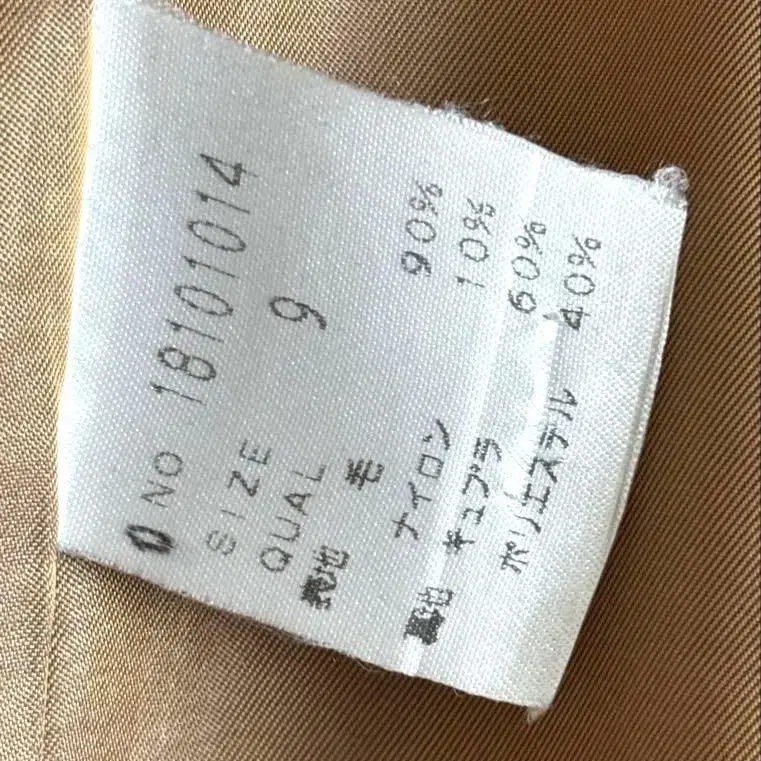 NO 18101014
SIZE 9
QUAL
表地 毛 90%
ナイロン 10%
裏地 キュプラ 60%
ポリエステル 40%